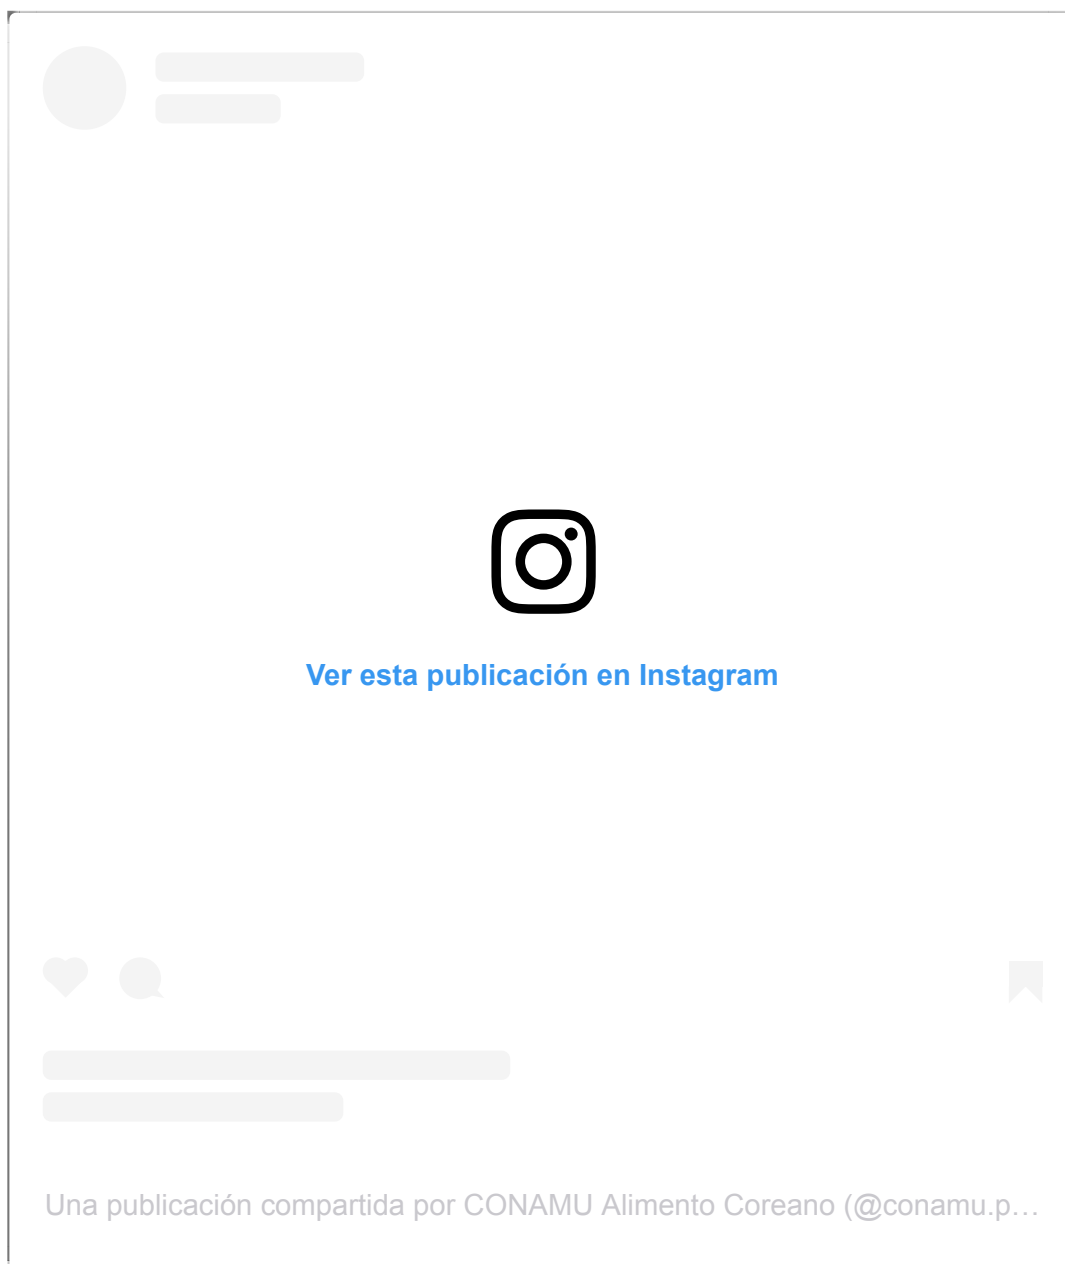 Ver esta publicación en Instagram
Una publicación compartida por CONAMU Alimento Coreano (@conamu.p…